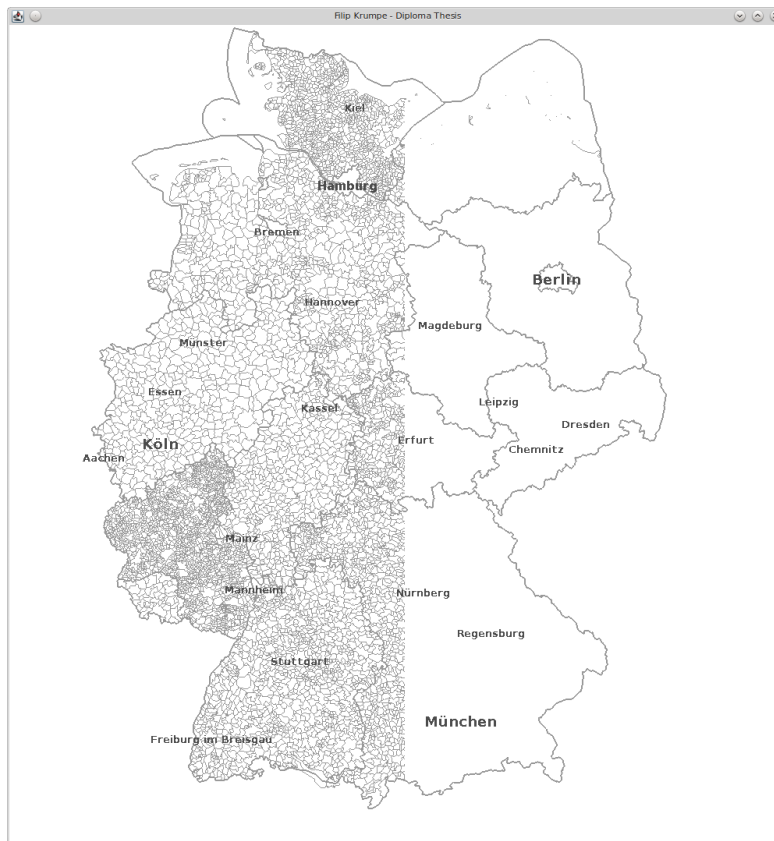 Filip Krumpe - Diploma Thesis
Kiel
Hamburg
Bremen
Berlin
Hannover
Magdeburg
Münster
Essen
Leipzig
Kassel
Dresden
Erfurt
Köln
Chemnitz
Aachen
Mainz
Mannheim
Nürnberg
Regensburg
Stuttgart
München
Freiburg im Breisgau